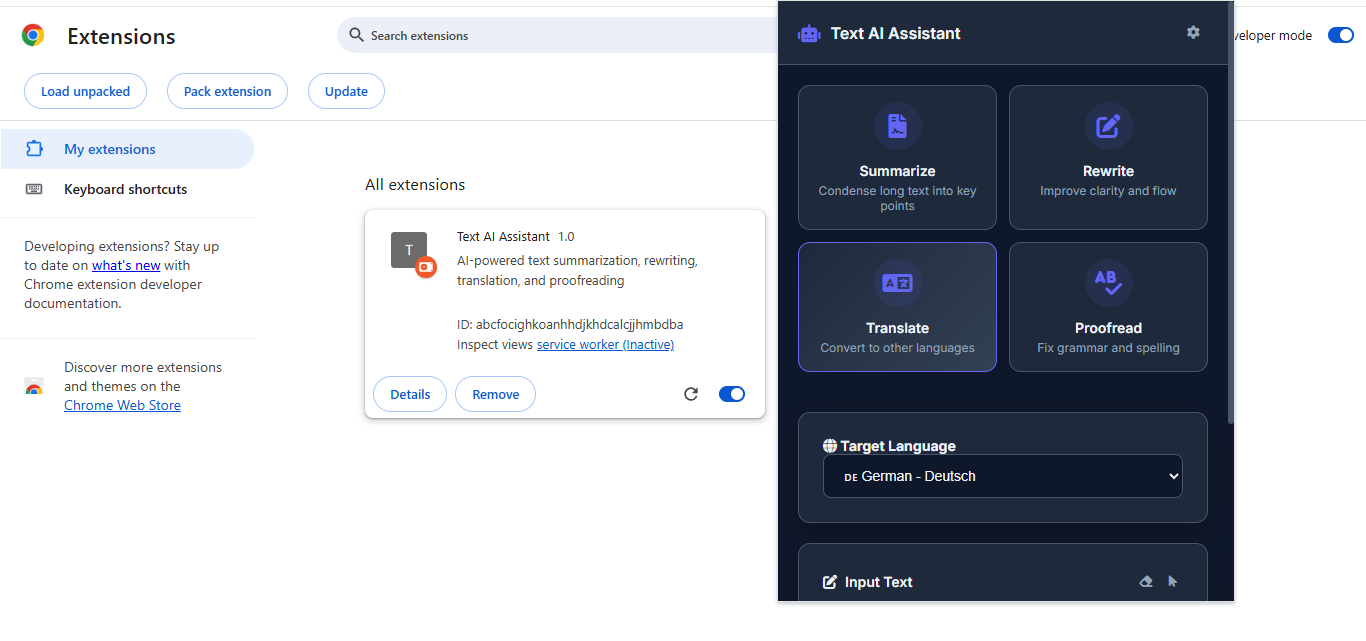 Extensions
Search extensions
veloper mode
Load unpacked
Pack extension
Update
My extensions
Keyboard shortcuts
Developing extensions? Stay up
to date on what's new with
Chrome extension developer
documentation.
Discover more extensions
and themes on the
Chrome Web Store
All extensions
T
Text AI Assistant 1.0
AI-powered text summarization, rewriting,
translation, and proofreading
ID: abcfocighkoanhhdjkhdcalcjjhmbdba
Inspect views service worker (Inactive)
Details
Remove
Text AI Assistant
Summarize
Condense long text into key
points
Rewrite
Improve clarity and flow
A
Translate
Convert to other languages
AB
Proofread
Fix grammar and spelling
Target Language
DE German - Deutsch
Input Text